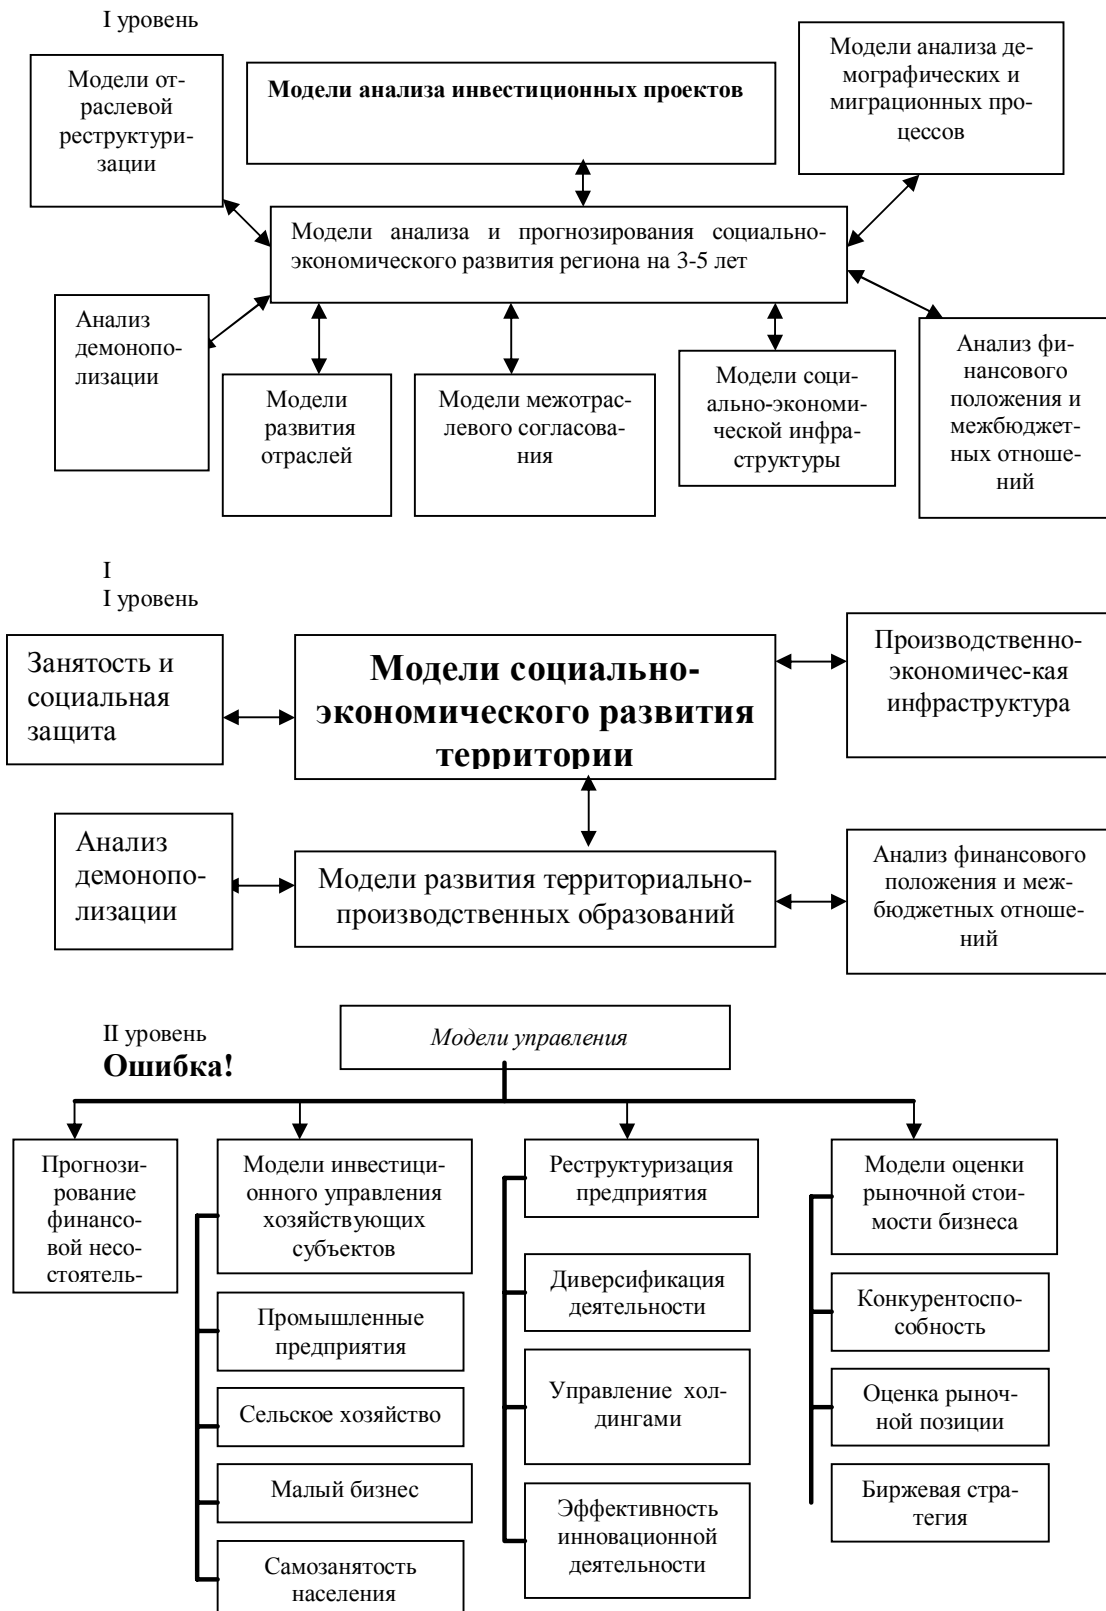 I уровень
Модели от-
раслевой
реструктури-
зации
Модели анализа инвестиционных проектов
Модели анализа де-
мографических и
миграционных про-
цессов
Модели анализа и прогнозирования социально-
экономического развития региона на 3-5 лет
Анализ
демонопо-
лизации
Модели
развития
отраслей
Модели межотрас-
левого согласова-
ния
Модели соци-
ально-экономи-
ческой инфра-
структуры
Анализ фи-
нансового
положения и
межбюджет-
ных отноше-
ний
I
I уровень
Занятость и
социальная
защита
Модели социально-
экономического развития
территории
Производственно-
экономичес-кая
инфраструктура
Анализ
демонопо-
лизации
Модели развития территориально-
производственных образований
Анализ финансового
положения и меж-
бюджетных отноше-
ний
II уровень
Ошибка!
Модели управления
Прогнози-
рование
финансо-
вой несо-
стоятель-
Модели инвестици-
онного управления
хозяйствующих
субъектов
Промышленные
предприятия
Сельское хозяйство
Малый бизнес
Самозанятость
населения
Реструктуризация
предприятия
Диверсификация
деятельности
Управление хол-
дингами
Эффективность
инновационной
деятельности
Модели оценки
рыночной стои-
мости бизнеса
Конкурентоспо-
собность
Оценка рыноч-
ной позиции
Биржевая стра-
тегия